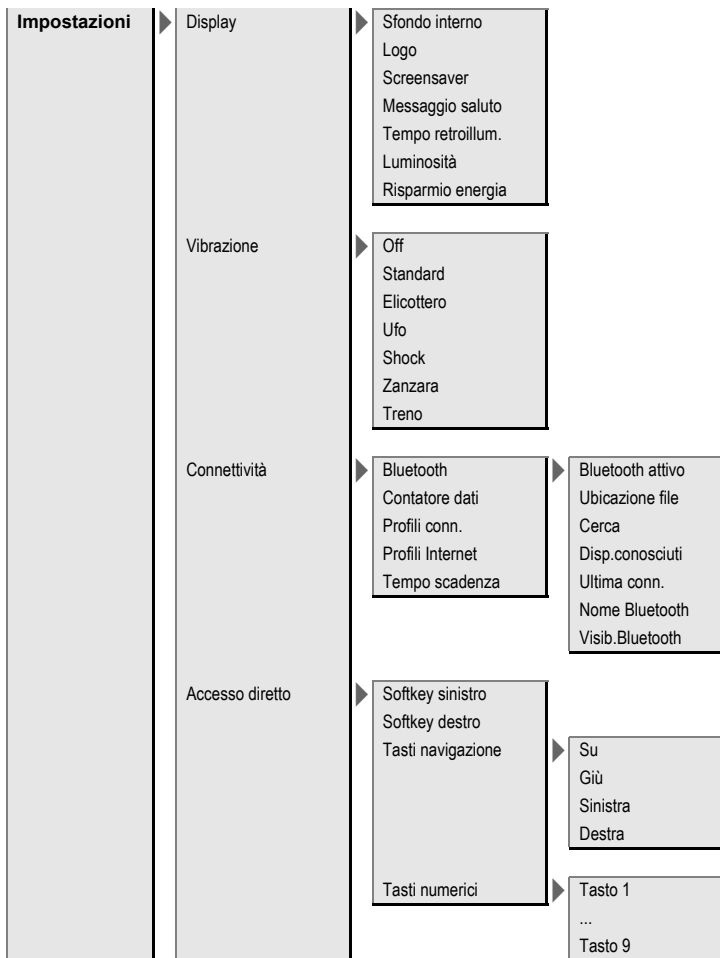 Impostazioni
Display
Sfondo interno
Logo
Screensaver
Messaggio saluto
Tempo retroillum.
Luminosità
Risparmio energia
Vibrazione
Off
Standard
Elicottero
Ufo
Shock
Zanzara
Treno
Connettività
Bluetooth
Contatore dati
Profili conn.
Profili Internet
Tempo scadenza
Bluetooth attivo
Ubicazione file
Cerca
Disp.conosciuti
Ultima conn.
Nome Bluetooth
Visib.Bluetooth
Accesso diretto
Softkey sinistro
Softkey destro
Tasti navigazione
Su
Giù
Sinistra
Destra
Tasti numerici
Tasto 1
...
Tasto 9